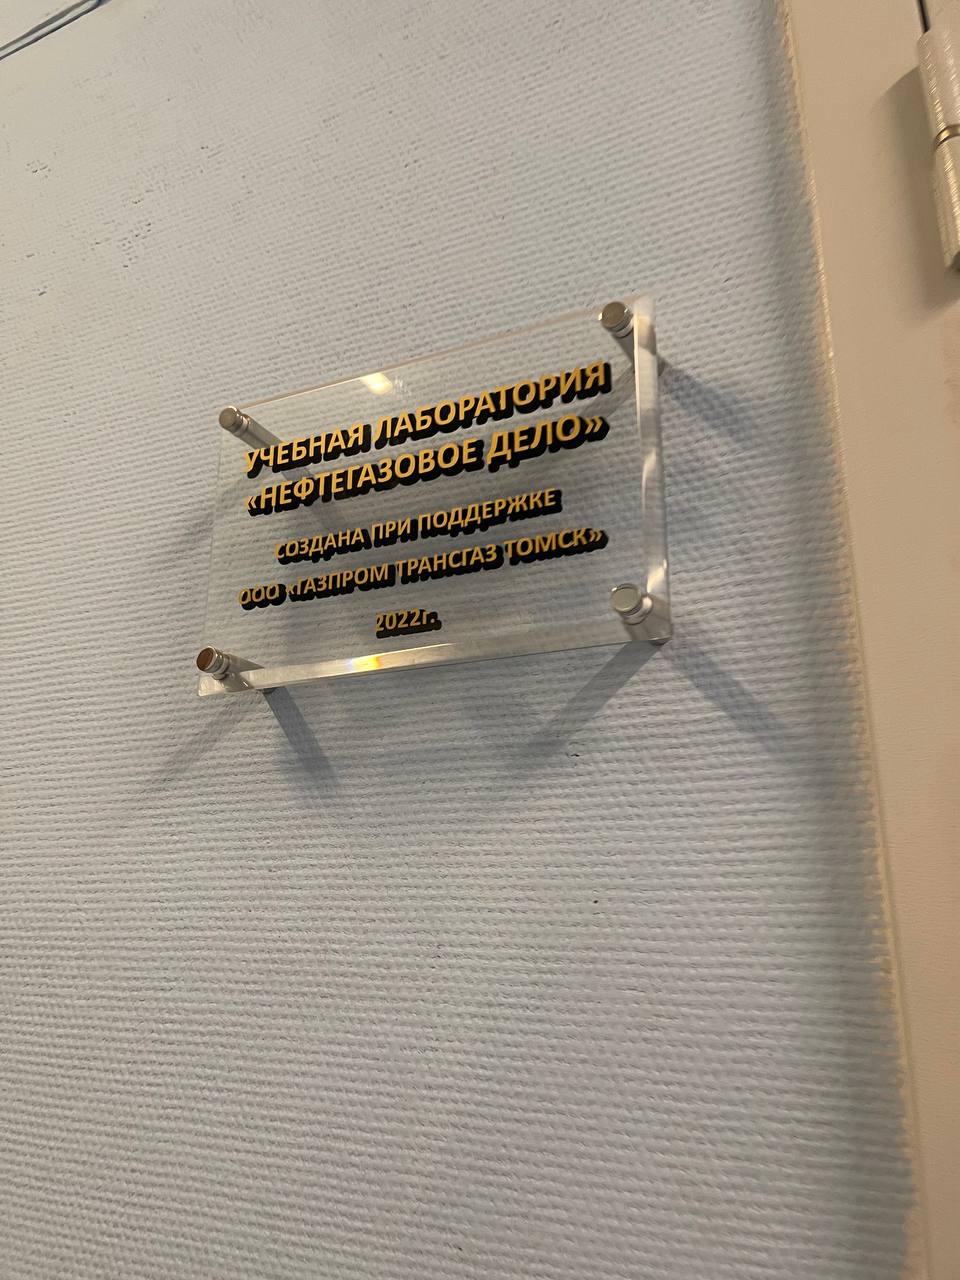 УЧЕБНАЯ ЛАБОРАТОРИЯ
«НЕФТЕГАЗОВОЕ ДЕЛО»
СОЗДАНА ПРИ ПОДДЕРЖКЕ
ООО «ГАЗПРОМ ТРАНСГАЗ ТОМСК»
2022г.